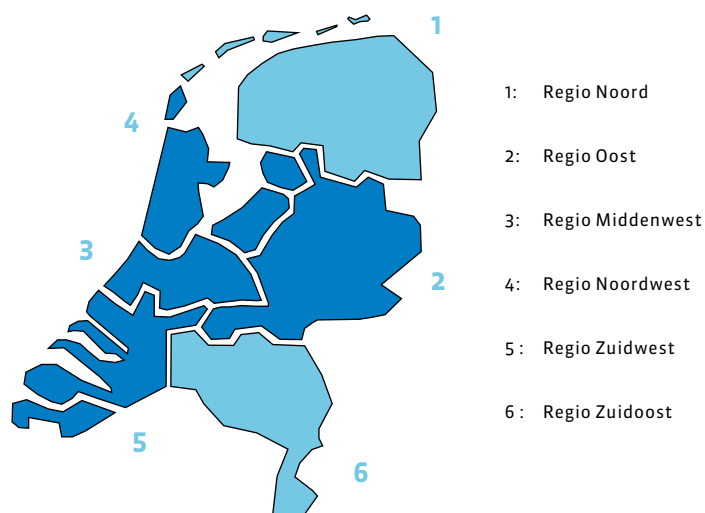 1
4
3
2
5
6
1: Regio Noord
2: Regio Oost
3: Regio Middenwest
4: Regio Noordwest
5 : Regio Zuidwest
6 : Regio Zuidoost